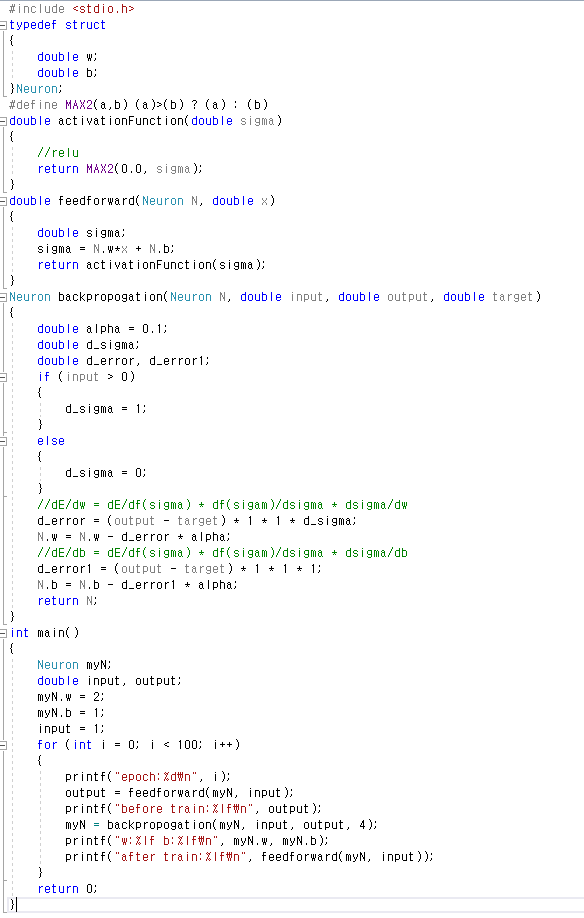 #include <stdio.h>
typedef struct
{
    double w;
    double b;
}Neuron;
#define MAX2(a,b) (a)>(b) ? (a) : (b)
double activationFunction(double sigma)
{
    //relu
    return MAX2(0.0, sigma);
}
double feedforward(Neuron N, double x)
{
    double sigma;
    sigma = N.w*x + N.b;
    return activationFunction(sigma);
}
Neuron backpropogation(Neuron N, double input, double output, double target)
{
    double alpha = 0.1;
    double d_sigma;
    double d_error, d_error1;
    if (input > 0)
    {
        d_sigma = 1;
    }
    else
    {
        d_sigma = 0;
    }
    //dE/dw = dE/df(sigma) * df(sigam)/dsigma * dsigma/dw
    d_error = (output - target) * 1 * 1 * d_sigma;
    N.w = N.w - d_error * alpha;
    //dE/db = dE/df(sigma) * df(sigam)/dsigma * dsigma/db
    d_error1 = (output - target) * 1 * 1 * 1;
    N.b = N.b - d_error1 * alpha;
    return N;
}
int main()
{
    Neuron myN;
    double input, output;
    myN.w = 2;
    myN.b = 1;
    input = 1;
    for (int i = 0; i < 100; i++)
    {
        printf("epoch:%d₩n", i);
        output = feedforward(myN, input);
        printf("before train:%lf₩n", output);
        myN = backpropogation(myN, input, output, 4);
        printf("w:%lf b:%lf₩n", myN.w, myN.b);
        printf("after train:%lf₩n", feedforward(myN, input));
    }
    return 0;
}